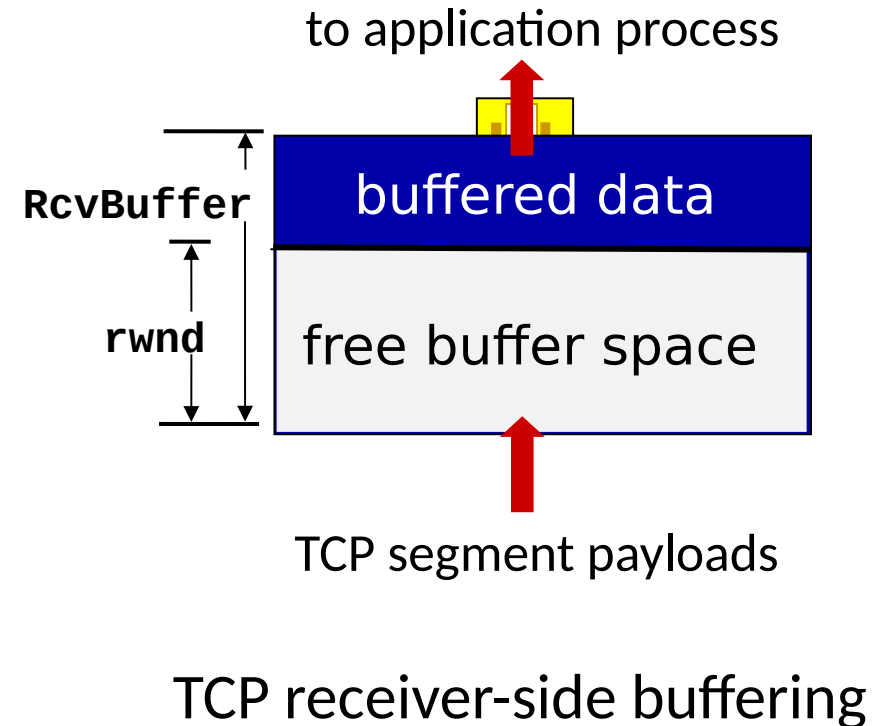 to application process
buffered data
RcvBuffer
rwnd
free buffer space
TCP segment payloads
TCP receiver-side buffering